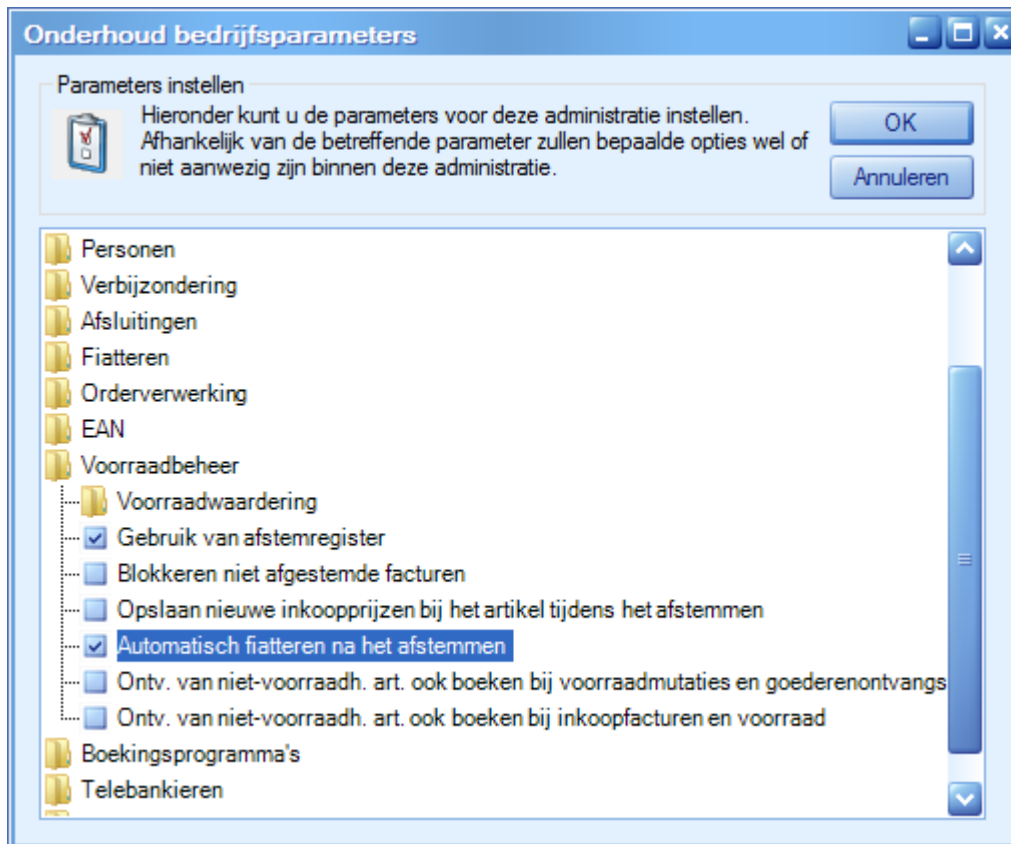 Onderhoud bedrijfsparameters
Parameters instellen
Hieronder kunt u de parameters voor deze administratie instellen.
Afhankelijk van de betreffende parameter zullen bepaalde opties wel of
niet aanwezig zijn binnen deze administratie.
OK
Annuleren
Personen
Verbijzondering
Afsluitingen
Fiatteren
Orderverwerking
EAN
Voorraadbeheer
Voorraadwaardering
Gebruik van afstemregister
Blokkeren niet afgestemde facturen
Opslaan nieuwe inkoopprijzen bij het artikel tijdens het afstemmen
Automatisch fiatteren na het afstemmen
Ontv. van niet-voorraadh. art. ook boeken bij voorraadmutaties en goederenontvangs
Ontv. van niet-voorraadh. art. ook boeken bij inkoopfacturen en voorraad
Boekingsprogramma's
Telebankieren